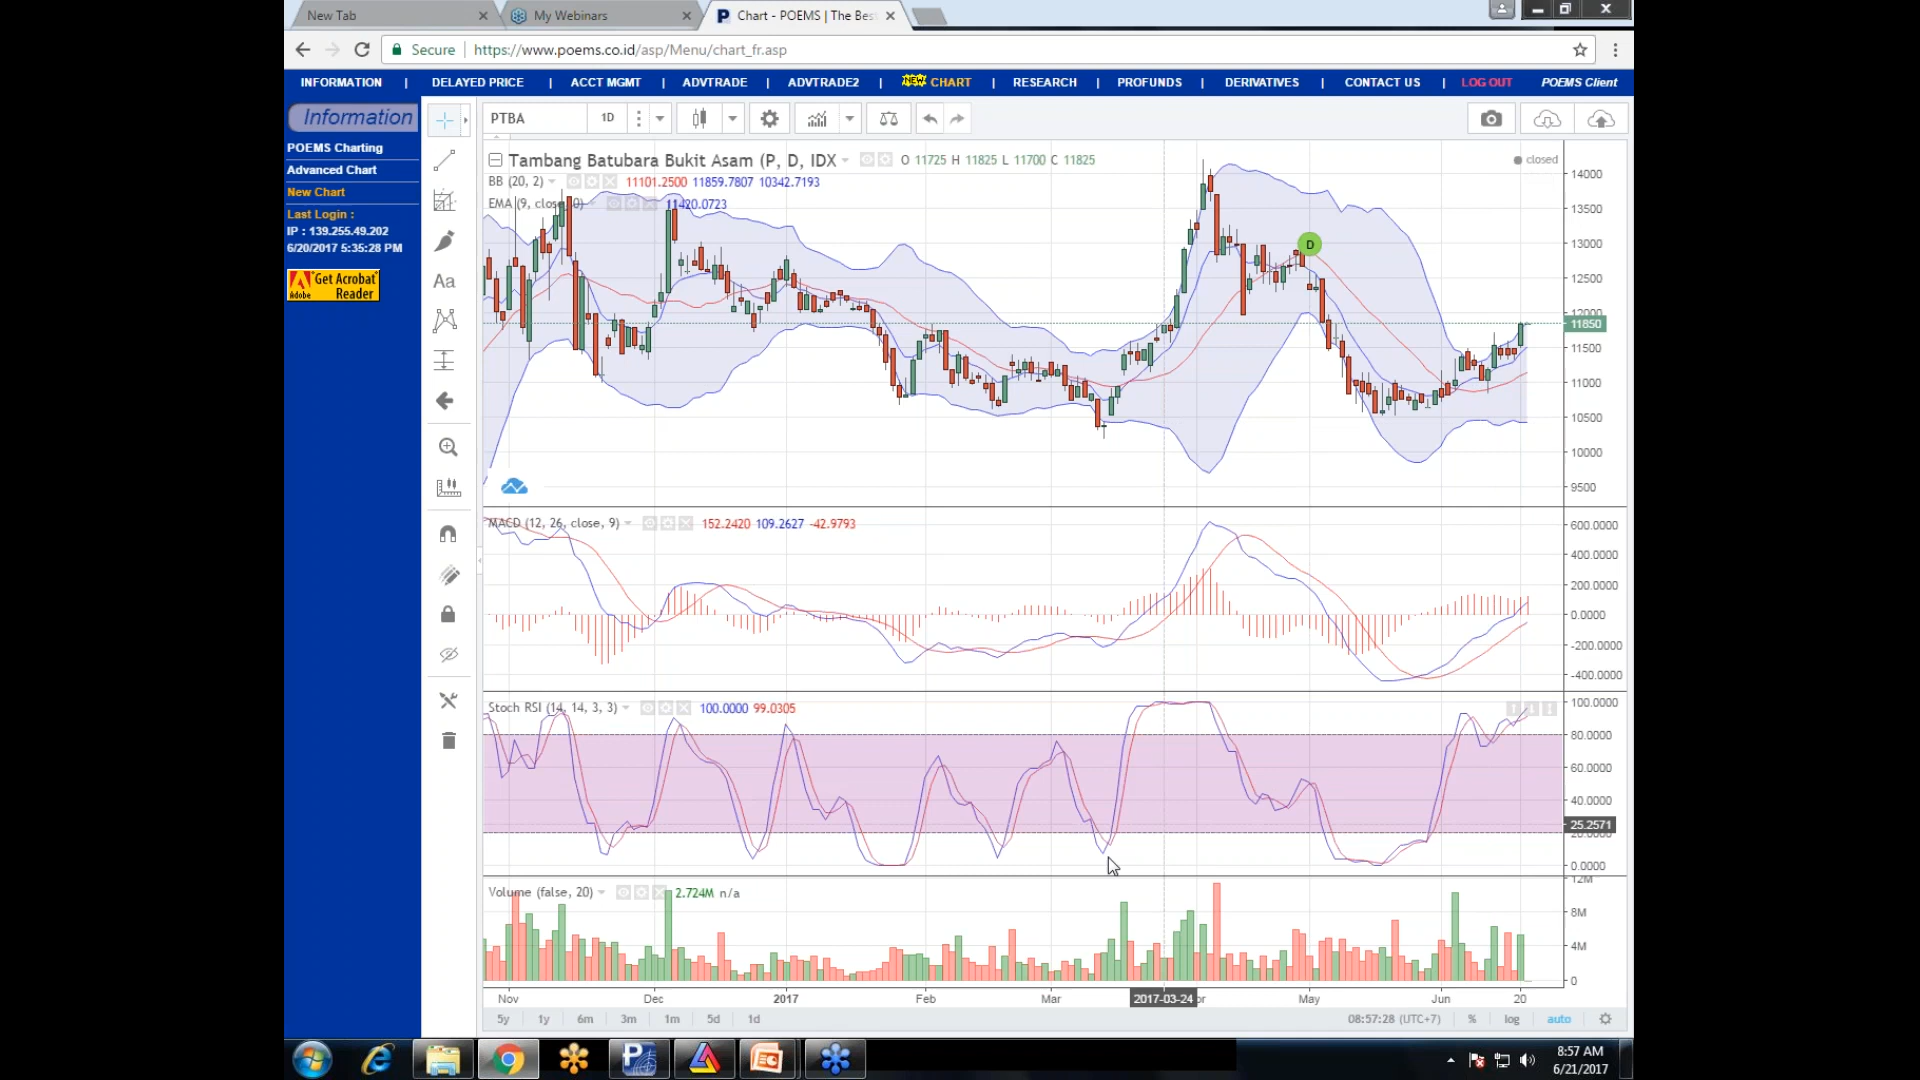 New Tab
My Webinars
Chart - POEMS | The Bes
Secure
https://www.poems.co.id/asp/Menu/chart_fr.asp
INFORMATION | DELAYED PRICE | ACCT MGMT | ADVTRADE | ADVTRADE2 | NEW CHART | RESEARCH | PROFUNDS | DERIVATIVES | CONTACT US | LOG OUT POEMS Client
Information
POEMS Charting
Advanced Chart
New Chart
Last Login :
IP : 139.255.49.202
6/20/2017 5:35:28 PM
Get Acrobat
Adobe Reader
PTBA 1D
Aa
Tambang Batubara Bukit Asam (P, D, IDX
O 11725 H 11825 L 11700 C 11825
closed
BB (20, 2) 11101.2500 11859.7807 10342.7193
EMA (9, close, 0) 11420.0723
D
14000
13500
13000
12500
12000
11850
11500
11000
10500
10000
9500
MACD (12, 26, close, 9) 152.2420 109.2627 -42.9793
600.0000
400.0000
200.0000
0.0000
-200.0000
-400.0000
Stoch RSI (14, 14, 3, 3) 100.0000 99.0305
100.0000
80.0000
60.0000
40.0000
25.2571
20.0000
0.0000
Volume (false, 20) 2.724M n/a
12M
8M
4M
0
Nov Dec 2017 Feb Mar 2017-03-24 pr May Jun 20
5y 1y 6m 3m 1m 5d 1d
08:57:28 (UTC+7) % log auto
8:57 AM
6/21/2017